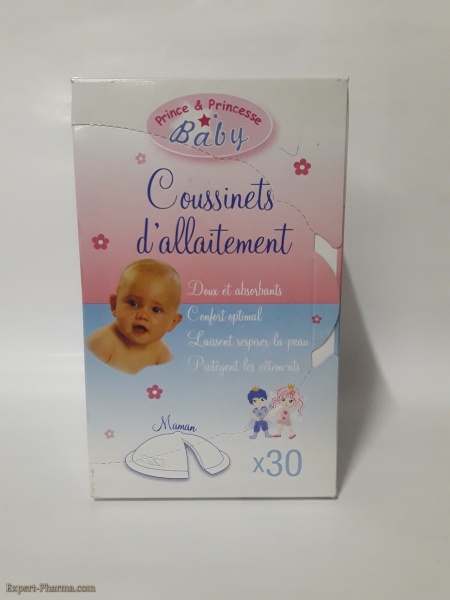 Prince & Princesse
Baby
Coussinets
d'allaitement
Doux et absorbants
Confort optimal
Laissent respirer la peau
Protègent les vêtements
Maman
x30
Expert-Pharma.com